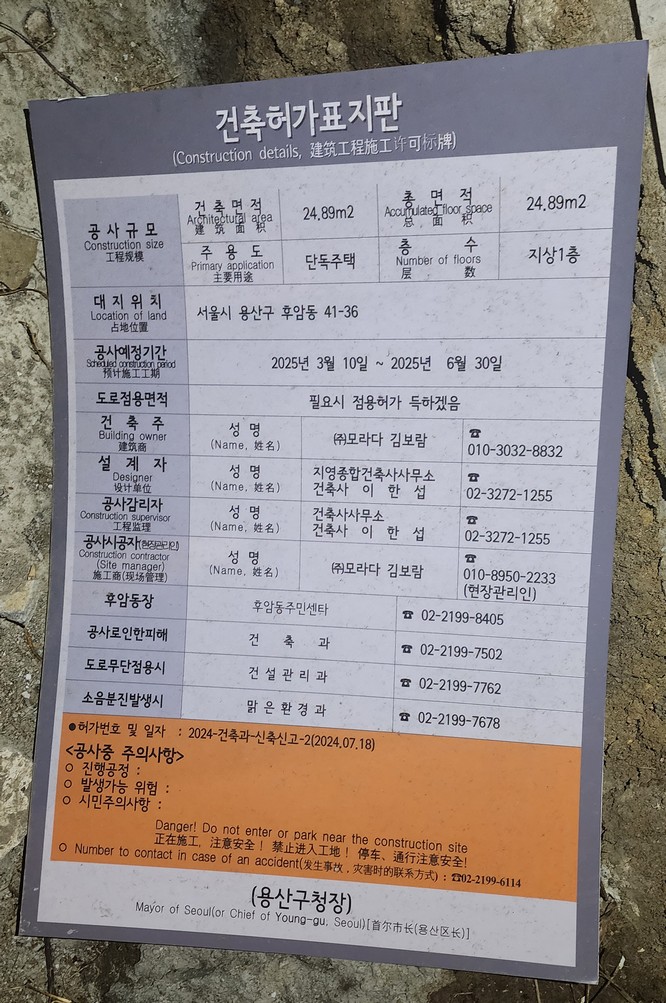 건축허가표지판
(Construction details, 建筑工程施工许可标牌)
공사규모
Construction size
工程规模
건축면적
Architectural area
建筑面积
24.89m2
총면적
Accumulated floor space
总面积
24.89m2
주용도
Primary application
主要用途
단독주택
층수
Number of floors
层数
지상1층
대지위치
Location of land
占地位置
서울시 용산구 후암동 41-36
공사예정기간
Scheduled construction period
预计施工工期
2025년 3월 10일 ~ 2025년 6월 30일
도로점용면적
필요시 점용허가 득하겠음
건축주
Building owner
建筑商
성명
(Name, 姓名)
㈜모라다 김보람
☎
010-3032-8832
설계자
Designer
设计单位
성명
(Name, 姓名)
지영종합건축사사무소
건축사 이한섭
☎
02-3272-1255
공사감리자
Construction supervisor
工程监理
성명
(Name, 姓名)
건축사사무소
건축사 이한섭
☎
02-3272-1255
공사시공자(현장관리인)
Construction contractor
(Site manager)
施工商(现场管理)
성명
(Name, 姓名)
㈜모라다 김보람
☎
010-8950-2233
(현장관리인)
후암동장
후암동주민센타
☎ 02-2199-8405
공사로인한피해
건축과
☎ 02-2199-7502
도로무단점용시
건설관리과
☎ 02-2199-7762
소음분진발생시
맑은환경과
☎ 02-2199-7678
●허가번호 및 일자 : 2024-건축과-신축신고-2(2024.07.18)
<공사중 주의사항>
○ 진행공정 :
○ 발생가능 위험 :
○ 시민주의사항 :
Danger! Do not enter or park near the construction site
正在施工, 注意安全! 禁止进入工地! 停车、通行注意安全!
○ Number to contact in case of an accident(发生事故, 灾害时的联系方式) : ☎02-2199-6114
(용산구청장)
Mayor of Seoul(or Chief of Young-gu, Seoul)[首尔市长(龙山区长)]